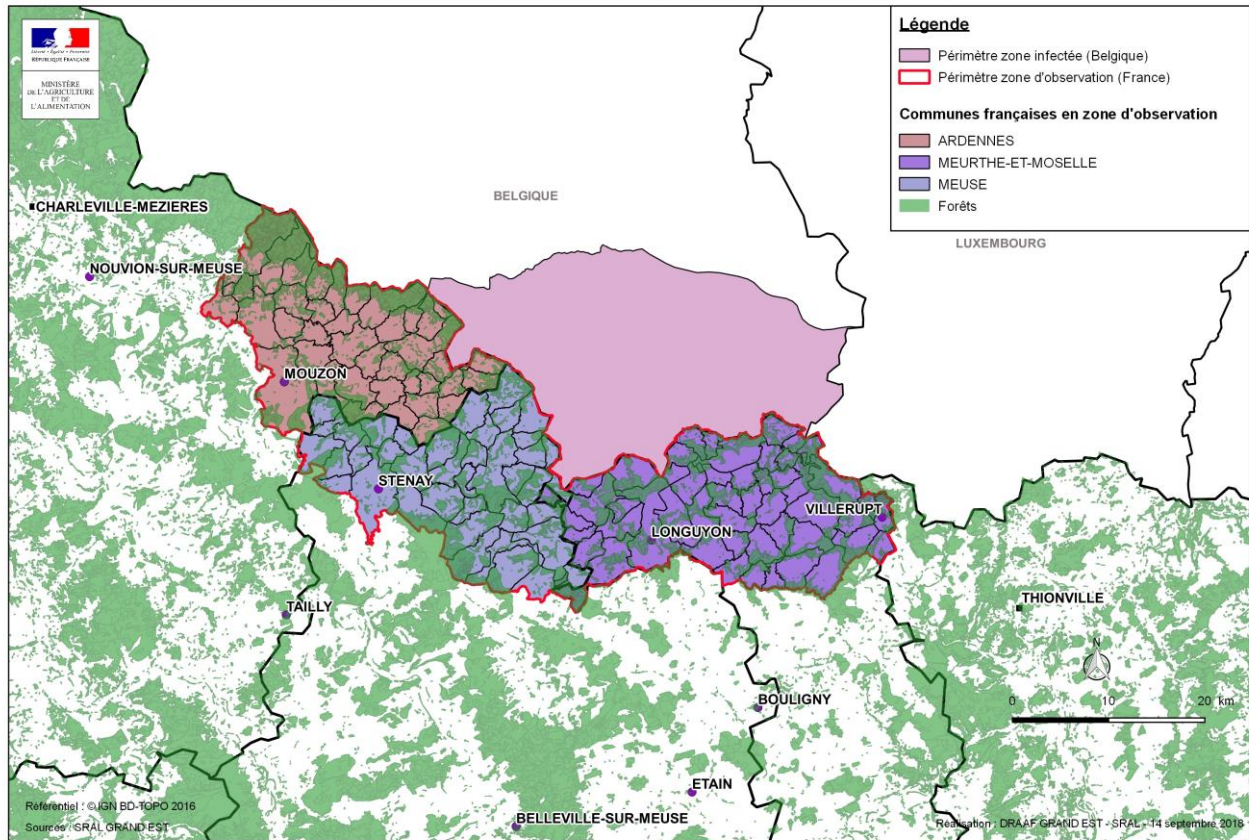 Liberté • Égalité • Fraternité
RÉPUBLIQUE FRANÇAISE
MINISTÈRE
DE L'AGRICULTURE
ET DE
L'ALIMENTATION
Légende
Périmètre zone infectée (Belgique)
Périmètre zone d'observation (France)
Communes françaises en zone d'observation
ARDENNES
MEURTHE-ET-MOSELLE
MEUSE
Forêts
BELGIQUE
LUXEMBOURG
CHARLEVILLE-MEZIERES
NOUVION-SUR-MEUSE
MOUZON
STENAY
LONGUYON
VILLERUPT
TAILLY
THIONVILLE
N
0 10 20 km
BOULIGNY
ETAIN
BELLEVILLE-SUR-MEUSE
Référentiel : © IGN BD-TOPO 2016
Sources : SRAL GRAND EST
Réalisation : DRAAF GRAND EST - SRAL - 14 septembre 2018